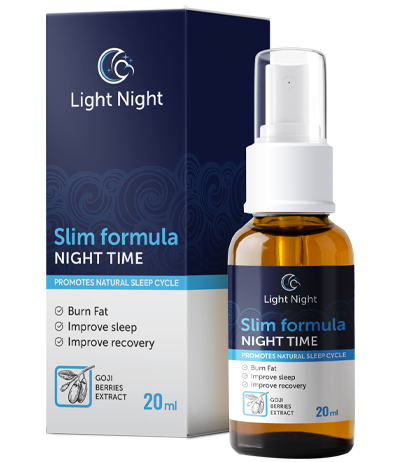 Light Night
Slim formula
NIGHT TIME
PROMOTES NATURAL SLEEP CYCLE
Burn Fat
Improve sleep
Improve recovery
GOJI
BERRIES
EXTRACT
20 ml
Light Night
Slim formula
NIGHT TIME
PROMOTES NATURAL SLEEP CYCLE
Burn Fat
Improve sleep
Improve recovery
GOJI
BERRIES
EXTRACT
20 ml